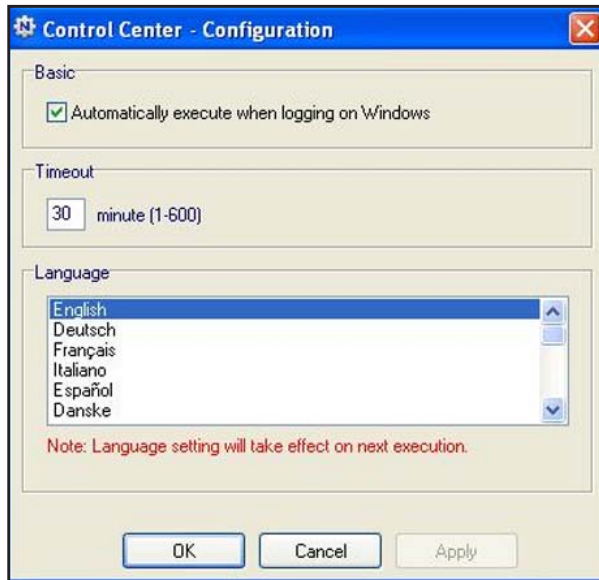 Control Center - Configuration
Basic
Automatically execute when logging on Windows
Timeout
30 minute (1-600)
Language
English
Deutsch
Français
Italiano
Español
Danske
Note: Language setting will take effect on next execution.
OK Cancel Apply